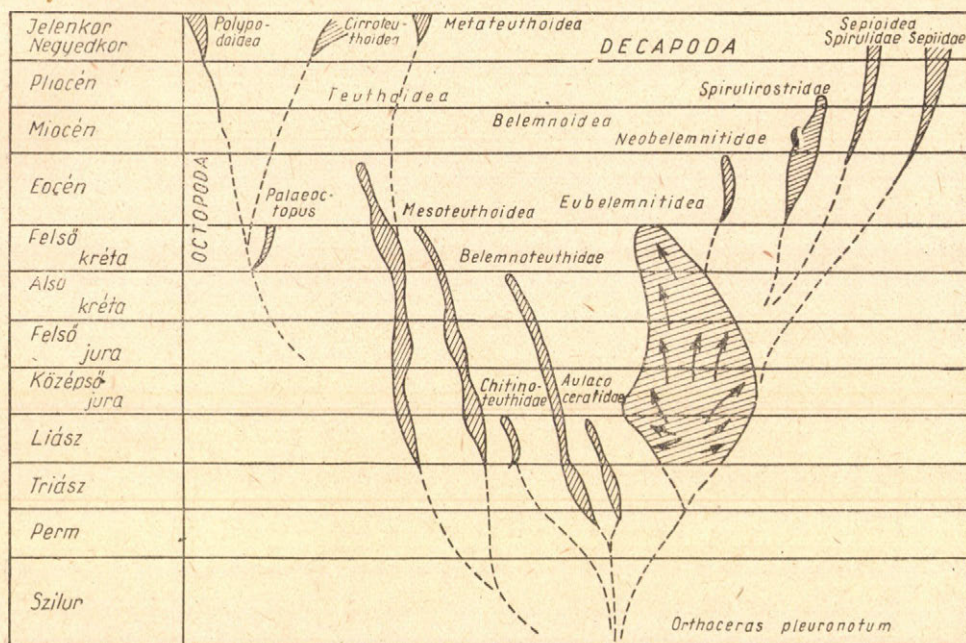 Jelenkor
Negyedkor
Pliocén
Miocén
Eocén
Felső
kréta
Alsó
kréta
Felső
jura
Középső
jura
Liász
Triász
Perm
Szilur
Polypo-
doidea
Cirroteu-
thoidea
Metateuthoidea
DECAPODA
Sepioidea
Spirulidae Sepiidae
Teuthoidea
Spirulirostridae
Belemnoidea
Neobelemnitidae
OCTOPODA
Palaeoc-
topus
Mesoteuthoidea
Eubelemnitidea
Belemnoteuthidae
Chitino-
teuthidae
Aulaco
ceratidae
Orthoceras pleuronotum